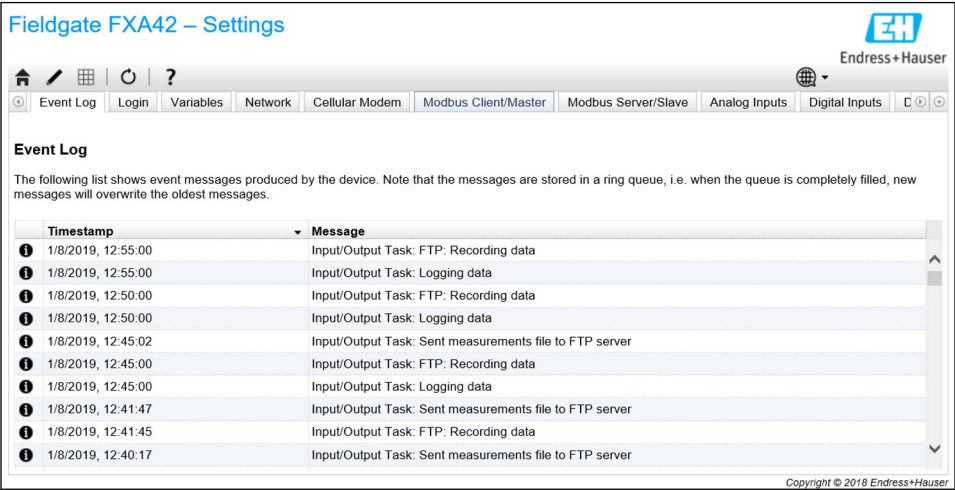 Fieldgate FXA42 – Settings
EH
Endress+Hauser
?
Event Log Login Variables Network Cellular Modem Modbus Client/Master Modbus Server/Slave Analog Inputs Digital Inputs
Event Log
The following list shows event messages produced by the device. Note that the messages are stored in a ring queue, i.e. when the queue is completely filled, new
messages will overwrite the oldest messages.
Timestamp Message
1/8/2019, 12:55:00 Input/Output Task: FTP: Recording data
1/8/2019, 12:55:00 Input/Output Task: Logging data
1/8/2019, 12:50:00 Input/Output Task: FTP: Recording data
1/8/2019, 12:50:00 Input/Output Task: Logging data
1/8/2019, 12:45:02 Input/Output Task: Sent measurements file to FTP server
1/8/2019, 12:45:00 Input/Output Task: FTP: Recording data
1/8/2019, 12:45:00 Input/Output Task: Logging data
1/8/2019, 12:41:47 Input/Output Task: Sent measurements file to FTP server
1/8/2019, 12:41:45 Input/Output Task: FTP: Recording data
1/8/2019, 12:40:17 Input/Output Task: Sent measurements file to FTP server
Copyright © 2018 Endress+Hauser